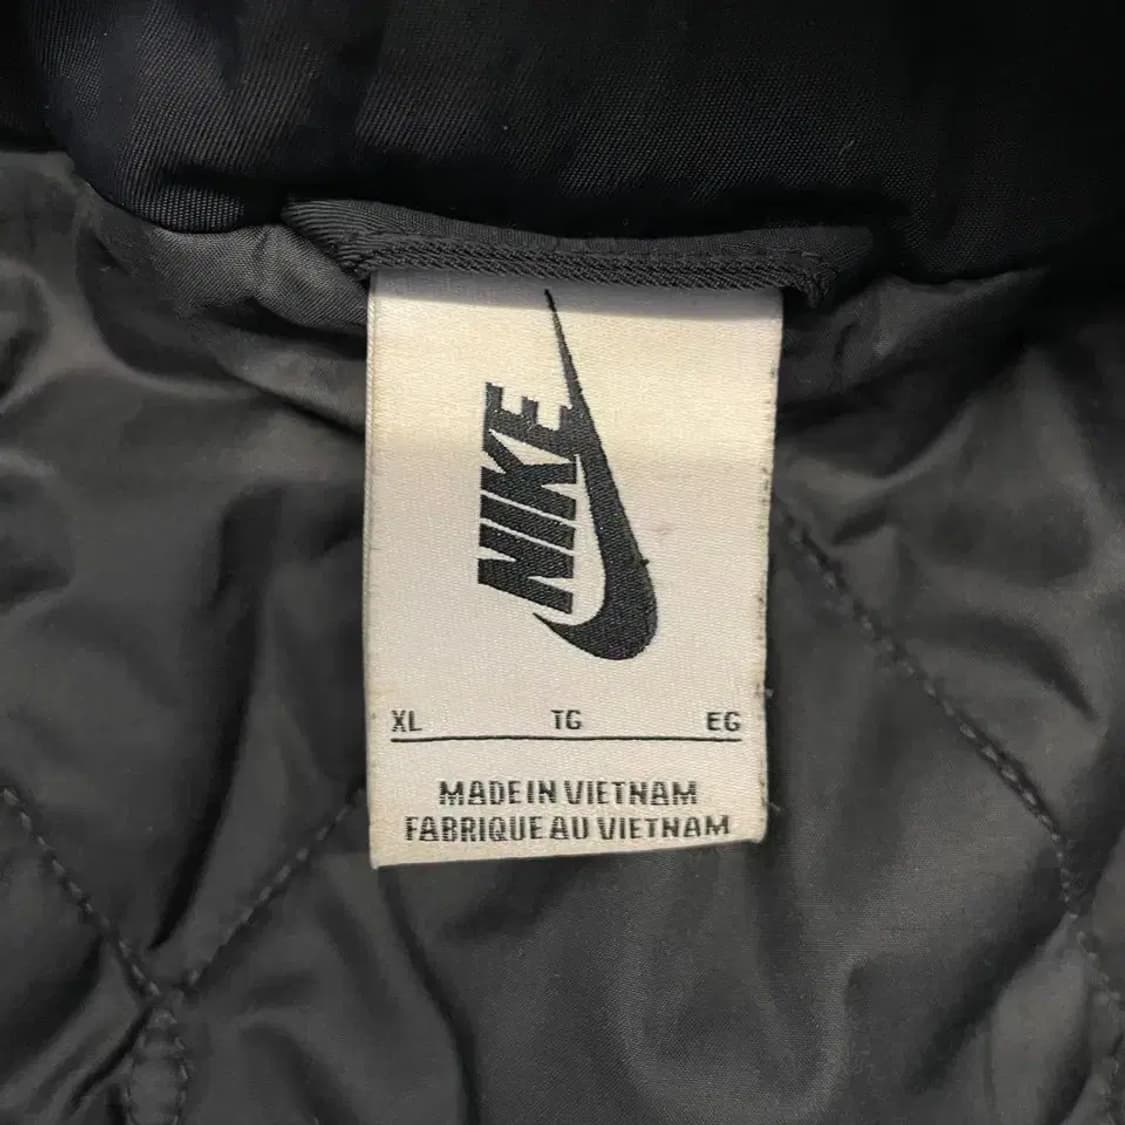 NIKE
XL TG EG
MADE IN VIETNAM
FABRIQUE AU VIETNAM